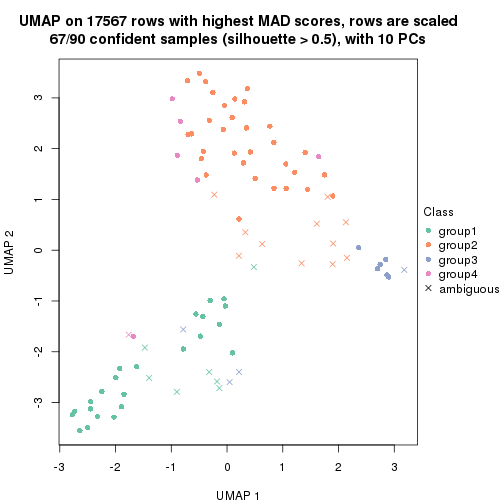 UMAP on 17567 rows with highest MAD scores, rows are scaled
67/90 confident samples (silhouette > 0.5), with 10 PCs
3
2
1
0
-1
-2
-3
UMAP 2
-3
-2
-1
0
1
2
3
UMAP 1
Class
group1
group2
group3
group4
ambiguous